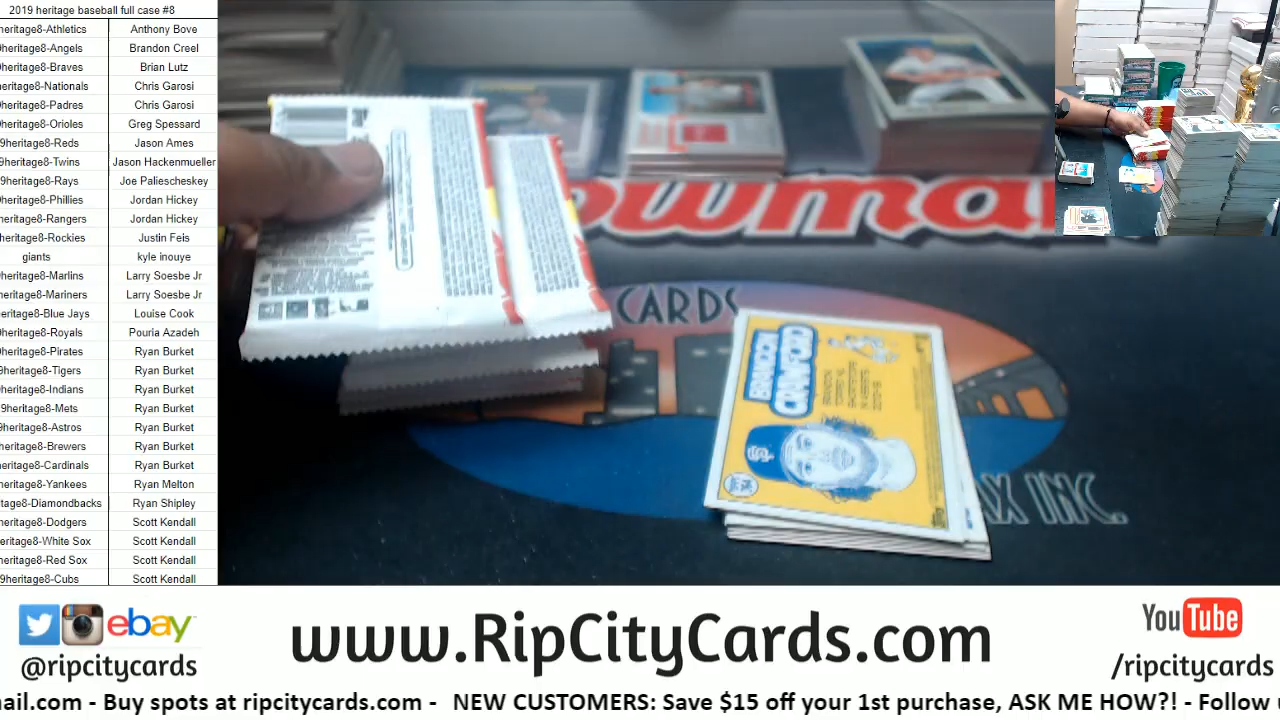 2019 heritage baseball full case #8
heritage8-Athletics Anthony Bove
9heritage8-Angels Brandon Creel
9heritage8-Braves Brian Lutz
heritage8-Nationals Chris Garosi
heritage8-Padres Chris Garosi
heritage8-Orioles Greg Spessard
9heritage8-Reds Jason Ames
9heritage8-Twins Jason Hackenmueller
9heritage8-Rays Joe Paliescheskey
heritage8-Phillies Jordan Hickey
heritage8-Rangers Jordan Hickey
heritage8-Rockies Justin Feis
giants kyle inouye
heritage8-Marlins Larry Soesbe Jr
heritage8-Mariners Larry Soesbe Jr
heritage8-Blue Jays Louise Cook
heritage8-Royals Pouria Azadeh
heritage8-Pirates Ryan Burket
9heritage8-Tigers Ryan Burket
heritage8-Indians Ryan Burket
9heritage8-Mets Ryan Burket
9heritage8-Astros Ryan Burket
heritage8-Brewers Ryan Burket
eritage8-Cardinals Ryan Burket
heritage8-Yankees Ryan Melton
itage8-Diamondbacks Ryan Shipley
heritage8-Dodgers Scott Kendall
heritage8-White Sox Scott Kendall
heritage8-Red Sox Scott Kendall
9heritage8-Cubs Scott Kendall
owma
CARDS
BRANDON
CRAWFORD
AX INC.
ebay
@ripcitycards
www.RipCityCards.com
YouTube
/ripcitycards
ail.com - Buy spots at ripcitycards.com - NEW CUSTOMERS: Save $15 off your 1st purchase, ASK ME HOW?! - Follow